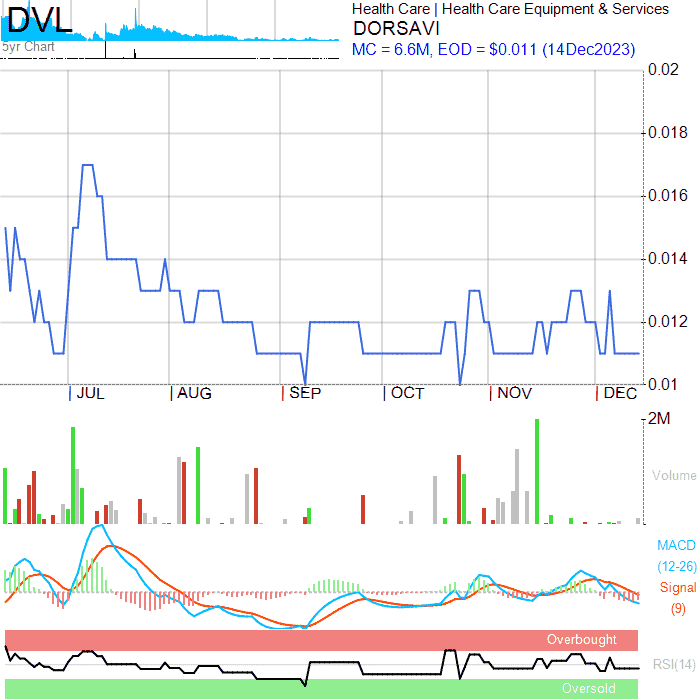 DVL
5yr Chart
Health Care | Health Care Equipment & Services
DORSAVI
MC = 6.6M, EOD = $0.011 (14Dec2023)
0.02
0.018
0.016
0.014
0.012
0.01
JUL AUG SEP OCT NOV DEC
2M
Volume
MACD
(12-26)
Signal
(9)
Overbought
RSI(14)
Oversold